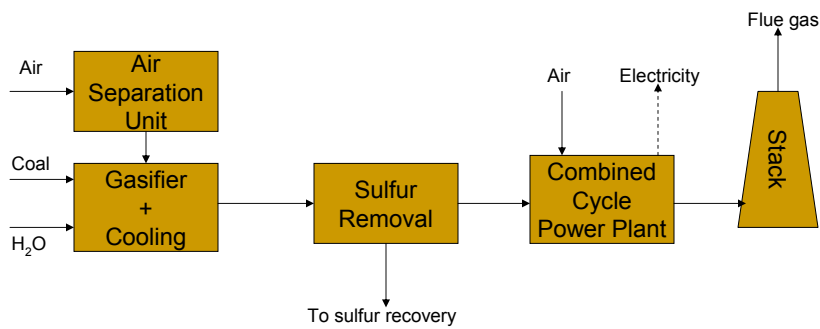 Flue gas
Air
Air
Separation
Unit
Air
Electricity
Coal
H₂O
Gasifier
+
Cooling
Sulfur
Removal
Combined
Cycle
Power Plant
Stack
To sulfur recovery